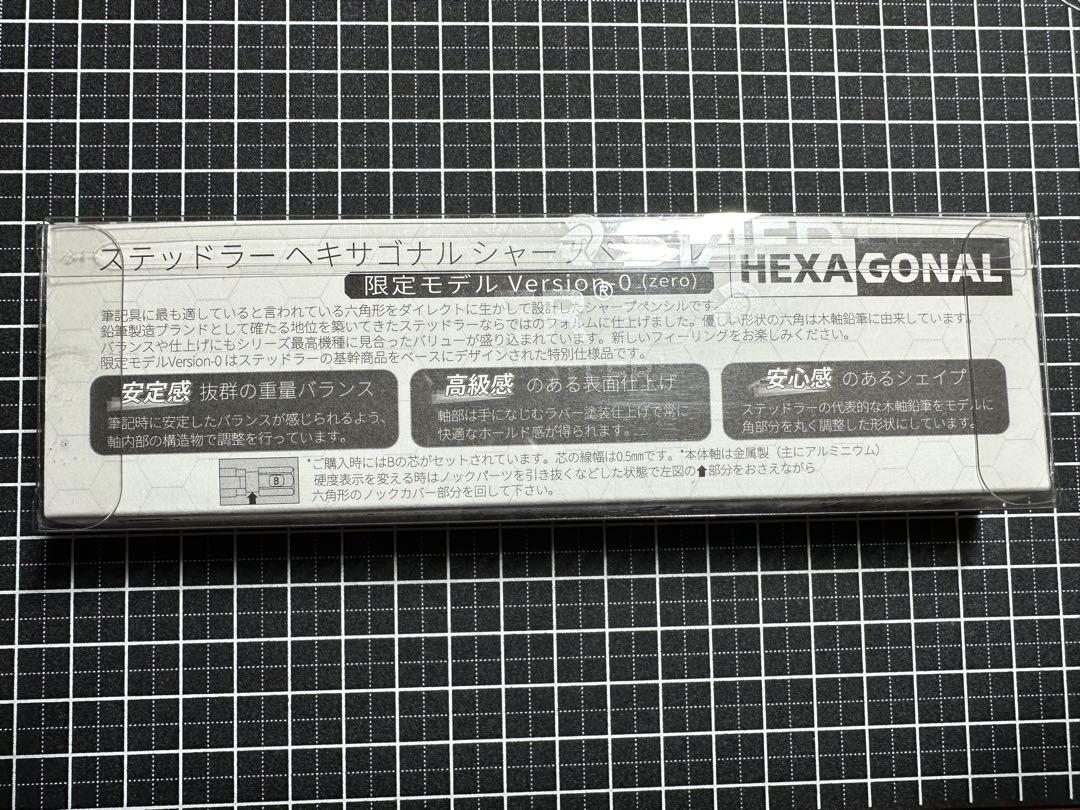 ステッドラー ヘキサゴナル シャープペンシル
HEXAGONAL
限定モデル Version-0 (zero)
筆記具に最も適していると言われている六角形をダイレクトに生かして設計したシャープペンシルです。
鉛筆製造ブランドとして確たる地位を築いてきたステッドラーならではのフォルムに仕上げました。優しい形状の六角は木軸鉛筆に由来しています。
バランスや仕上げにもシリーズ最高機種に見合ったバリューが盛り込まれています。新しいフィーリングをお楽しみください。
限定モデルVersion-0はステッドラーの基幹商品をベースにデザインされた特別仕様品です。
安定感 抜群の重量バランス
筆記時に安定したバランスが感じられるよう、
軸内部の構造物で調整を行っています。
高級感 のある表面仕上げ
軸部は手になじむラバー塗装仕上げで常に
快適なホールド感が得られます。
安心感 のあるシェイプ
ステッドラーの代表的な木軸鉛筆をモデルに
角部分を丸く調整した形状にしています。
B
*ご購入時にはBの芯がセットされています。芯の線幅は0.5mmです。*本体軸は金属製（主にアルミニウム）
硬度表示を変える時はノックパーツを引き抜くなどした状態で左図の⬆部分をおさえながら
六角形のノックカバー部分を回して下さい。